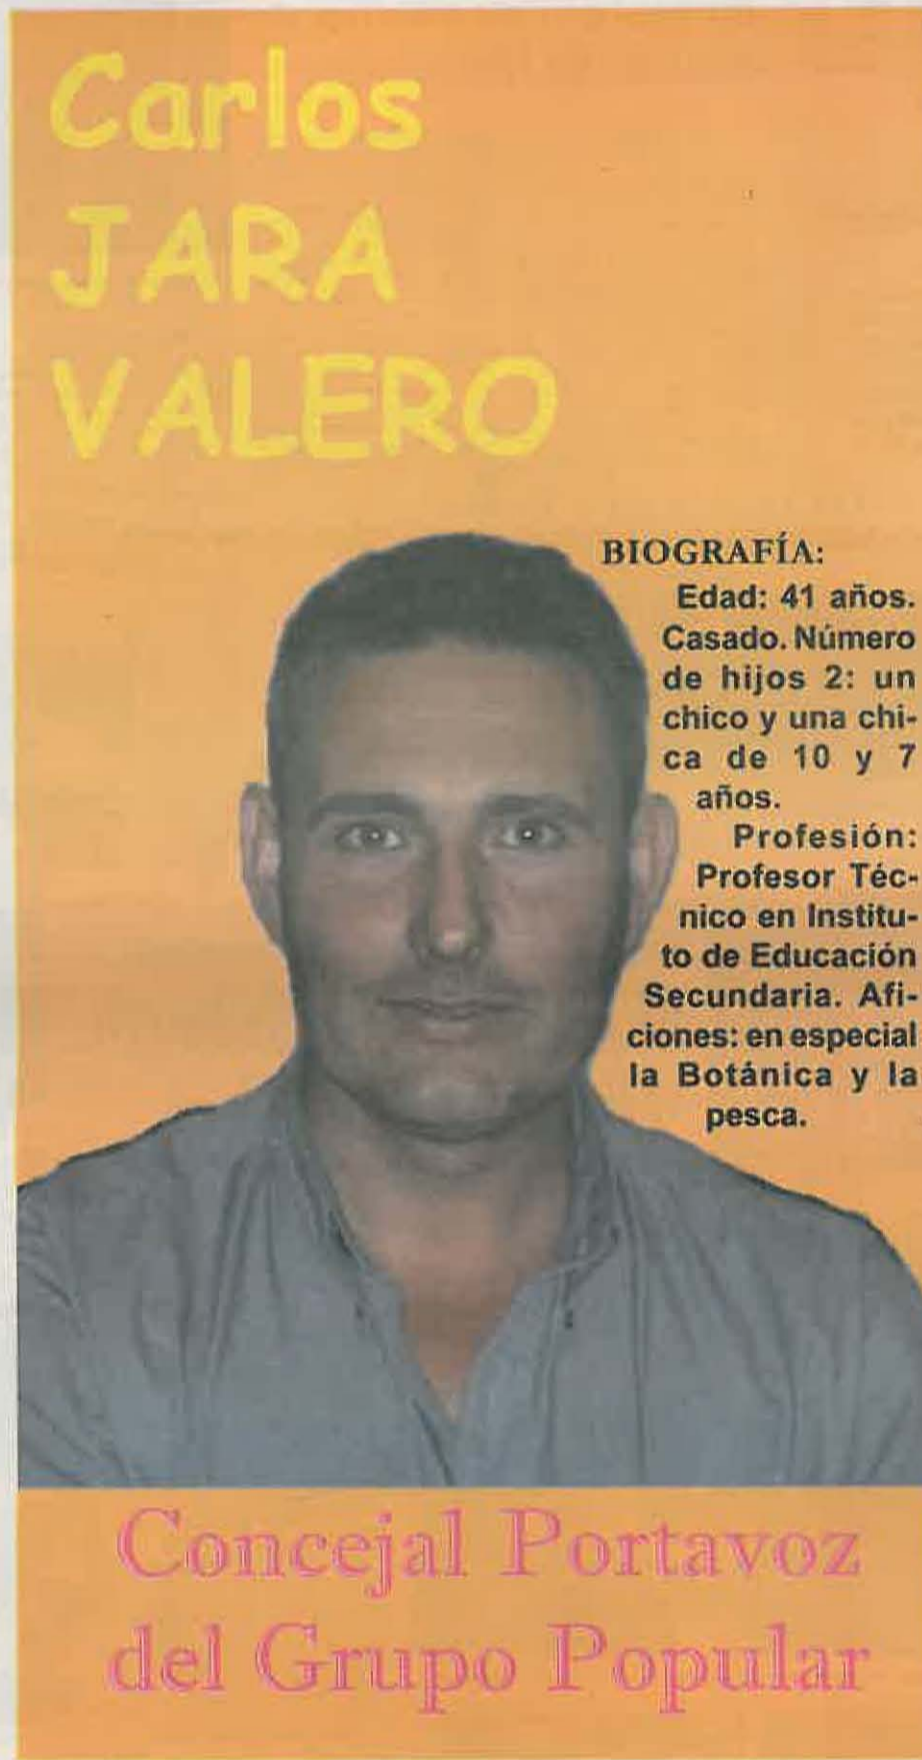 Carlos
JARA
VALERO
BIOGRAFÍA:
Edad: 41 años.
Casado. Número
de hijos 2: un
chico y una chi-
ca de 10 y 7
años.
Profesión:
Profesor Téc-
nico en Institu-
to de Educación
Secundaria. Afi-
ciones: en especial
la Botánica y la
pesca.
Concejal Portavoz
del Grupo Popular